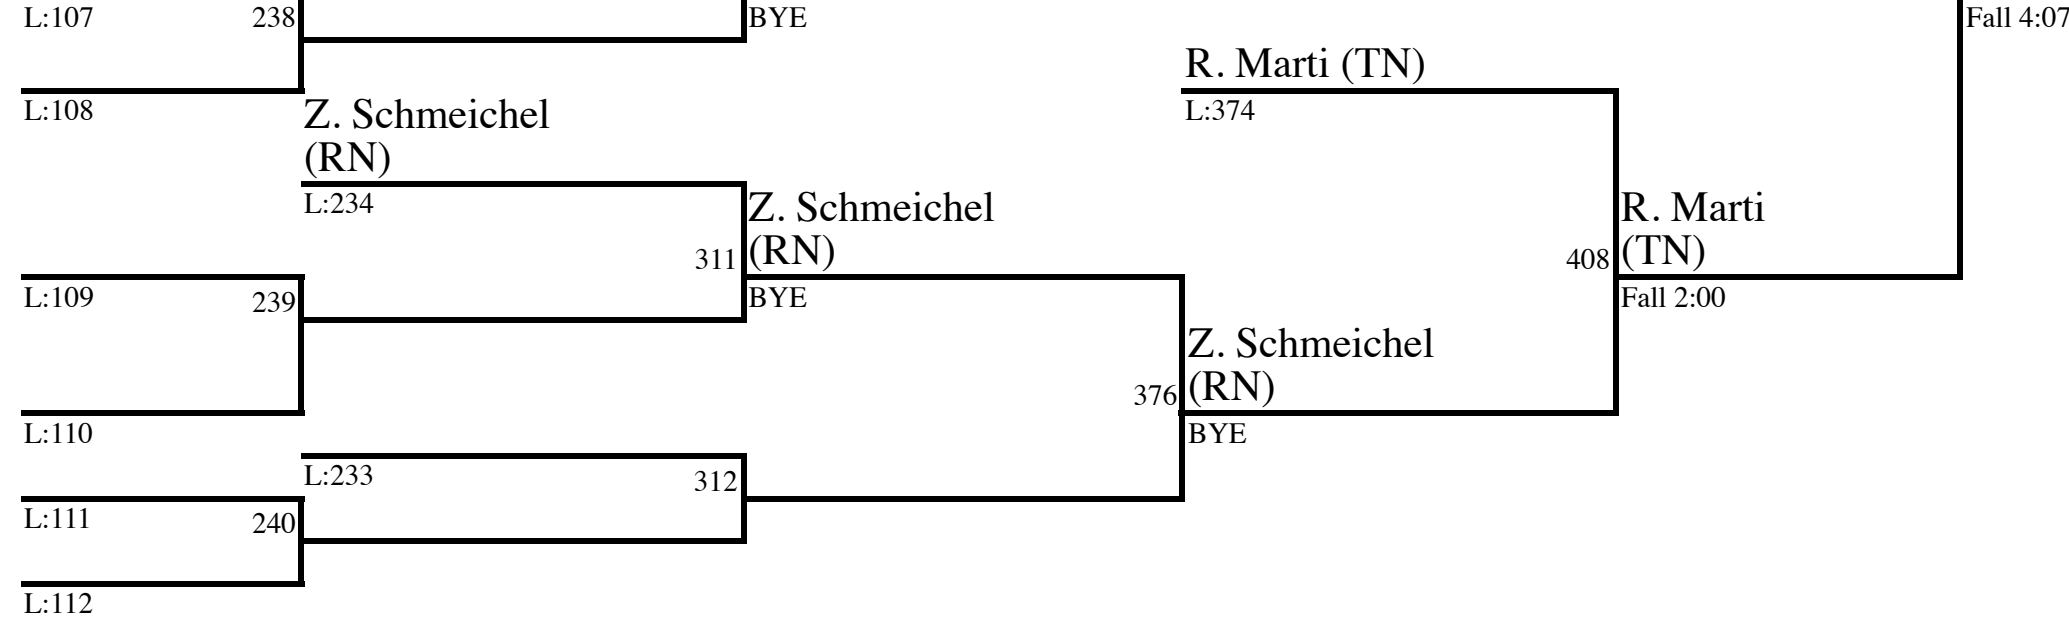 L:107
238
BYE
Fall 4:07
R. Marti (TN)
L:108
L:374
Z. Schmeichel
(RN)
L:234
Z. Schmeichel
(RN)
311
R. Marti
(TN)
408
L:109
239
BYE
Fall 2:00
Z. Schmeichel
(RN)
376
L:110
BYE
L:233
312
L:111
240
L:112